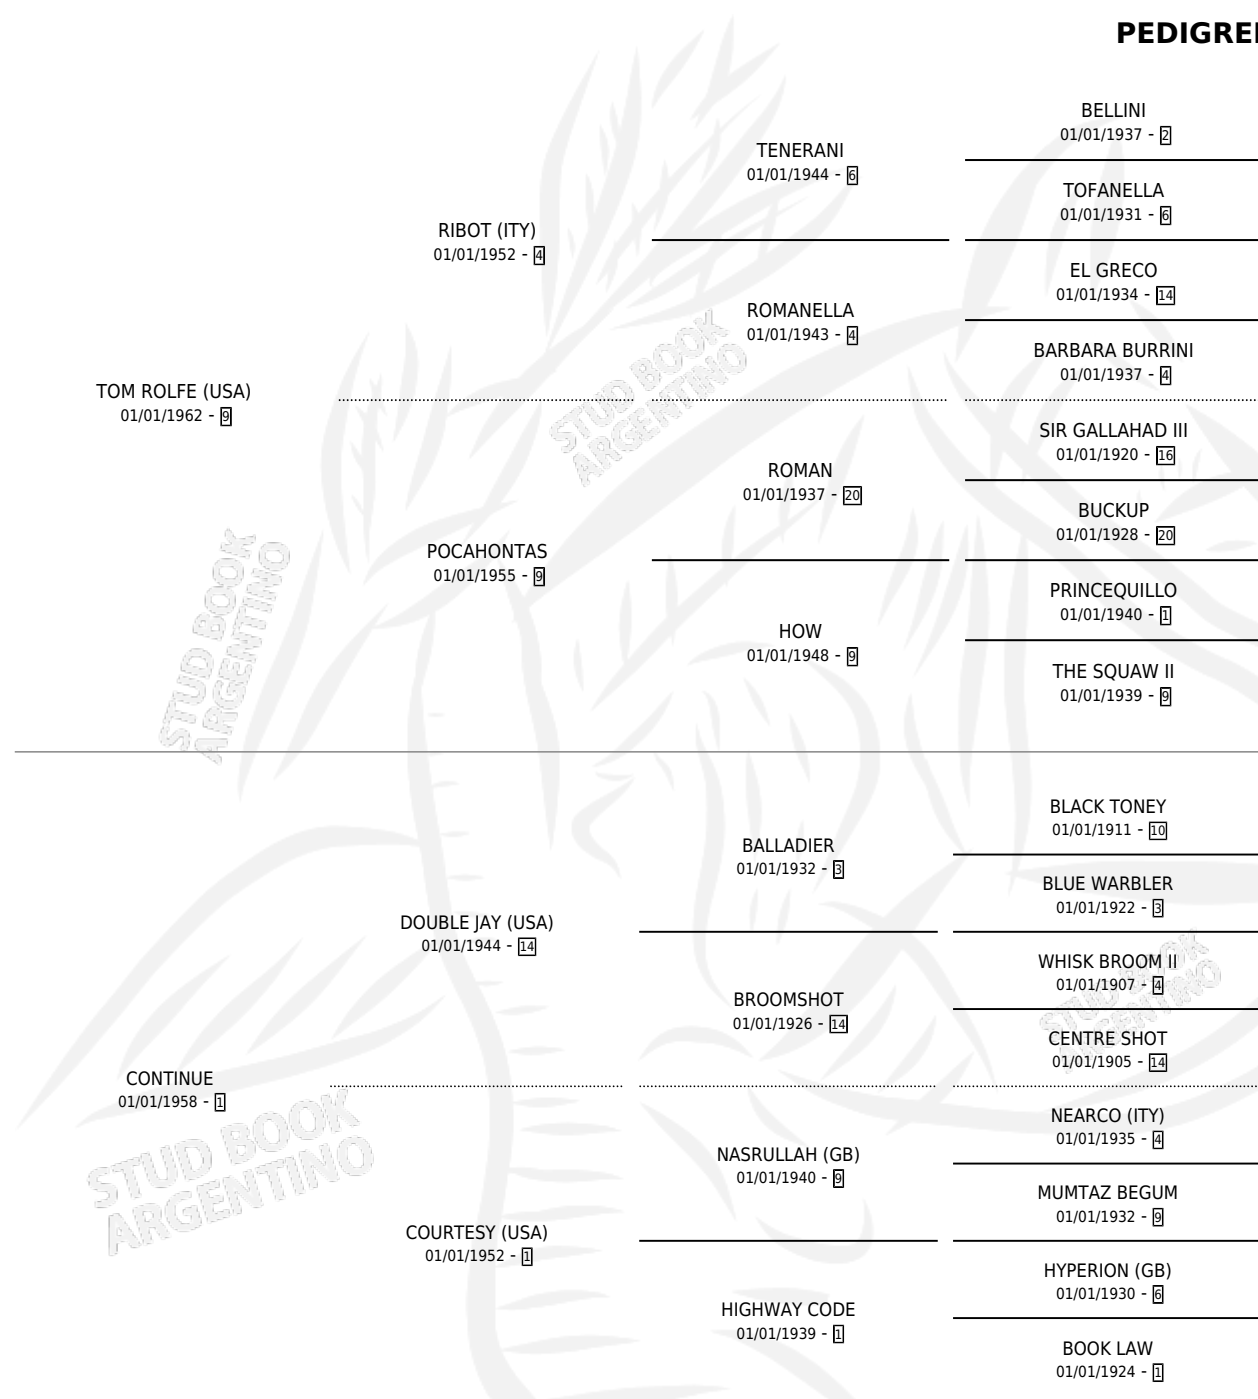 PEDIGREE
BELLINI
01/01/1937 - 2
TENERANI
01/01/1944 - 6
TOFANELLA
01/01/1931 - 6
RIBOT (ITY)
01/01/1952 - 4
EL GRECO
01/01/1934 - 14
ROMANELLA
01/01/1943 - 4
BARBARA BURRINI
01/01/1937 - 4
TOM ROLFE (USA)
01/01/1962 - 9
SIR GALLAHAD III
01/01/1920 - 16
ROMAN
01/01/1937 - 20
BUCKUP
01/01/1928 - 20
POCAHONTAS
01/01/1955 - 9
PRINCEQUILLO
01/01/1940 - 1
HOW
01/01/1948 - 9
THE SQUAW II
01/01/1939 - 9
BLACK TONEY
01/01/1911 - 10
BALLADIER
01/01/1932 - 3
BLUE WARBLER
01/01/1922 - 3
DOUBLE JAY (USA)
01/01/1944 - 14
WHISK BROOM II
01/01/1907 - 4
BROOMSHOT
01/01/1926 - 14
CENTRE SHOT
01/01/1905 - 14
CONTINUE
01/01/1958 - 1
NEARCO (ITY)
01/01/1935 - 4
NASRULLAH (GB)
01/01/1940 - 9
MUMTAZ BEGUM
01/01/1932 - 9
COURTESY (USA)
01/01/1952 - 1
HYPERION (GB)
01/01/1930 - 6
HIGHWAY CODE
01/01/1939 - 1
BOOK LAW
01/01/1924 - 1
STUD BOOK
ARGENTINO
STUD BOOK
ARGENTINO
STUD BOOK
ARGENTINO
STUD BOOK
ARGENTINO